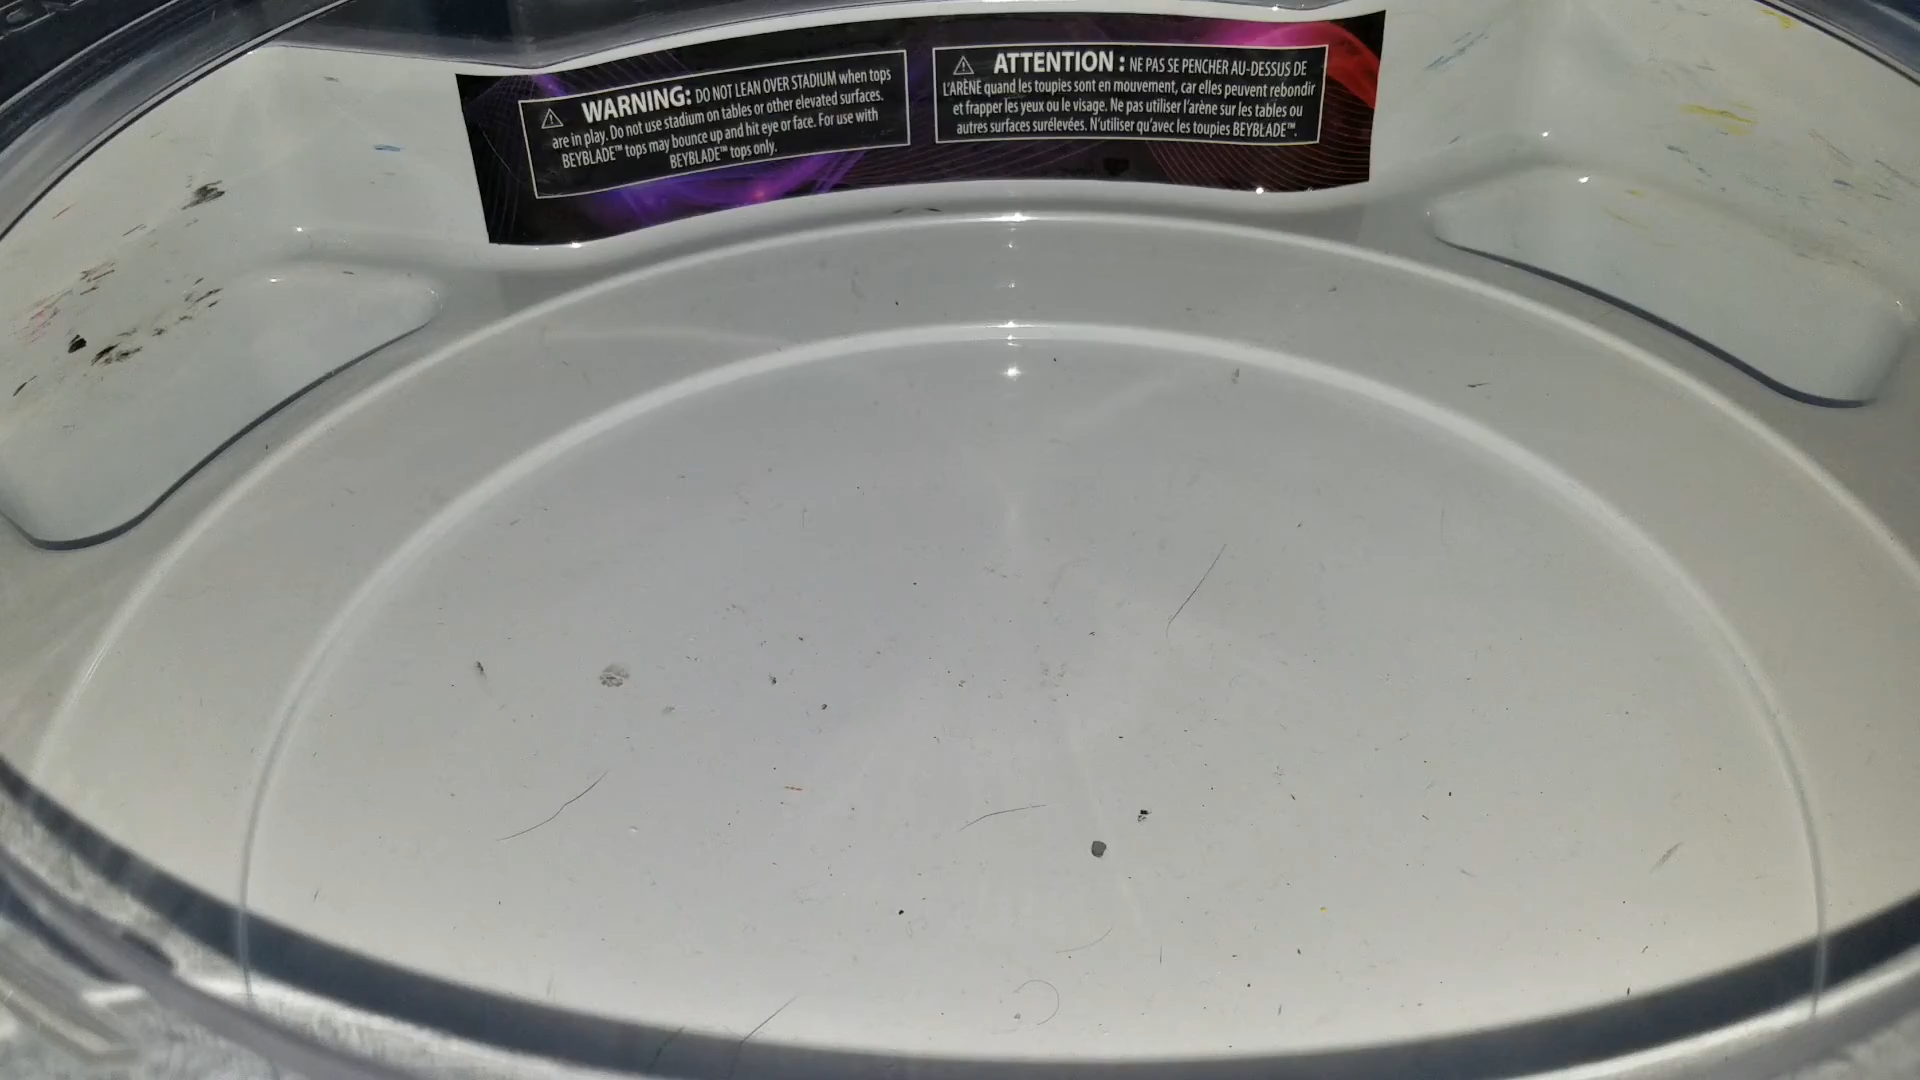 WARNING: DO NOT LEAN OVER STADIUM when tops
are in play. Do not use stadium on tables or other elevated surfaces.
BEYBLADE™ tops may bounce up and hit eye or face. For use with
BEYBLADE™ tops only.
ATTENTION : NE PAS SE PENCHER AU-DESSUS DE
L'ARÈNE quand les toupies sont en mouvement, car elles peuvent rebondir
et frapper les yeux ou le visage. Ne pas utiliser l'arène sur les tables ou
autres surfaces surélevées. N'utiliser qu'avec les toupies BEYBLADE™